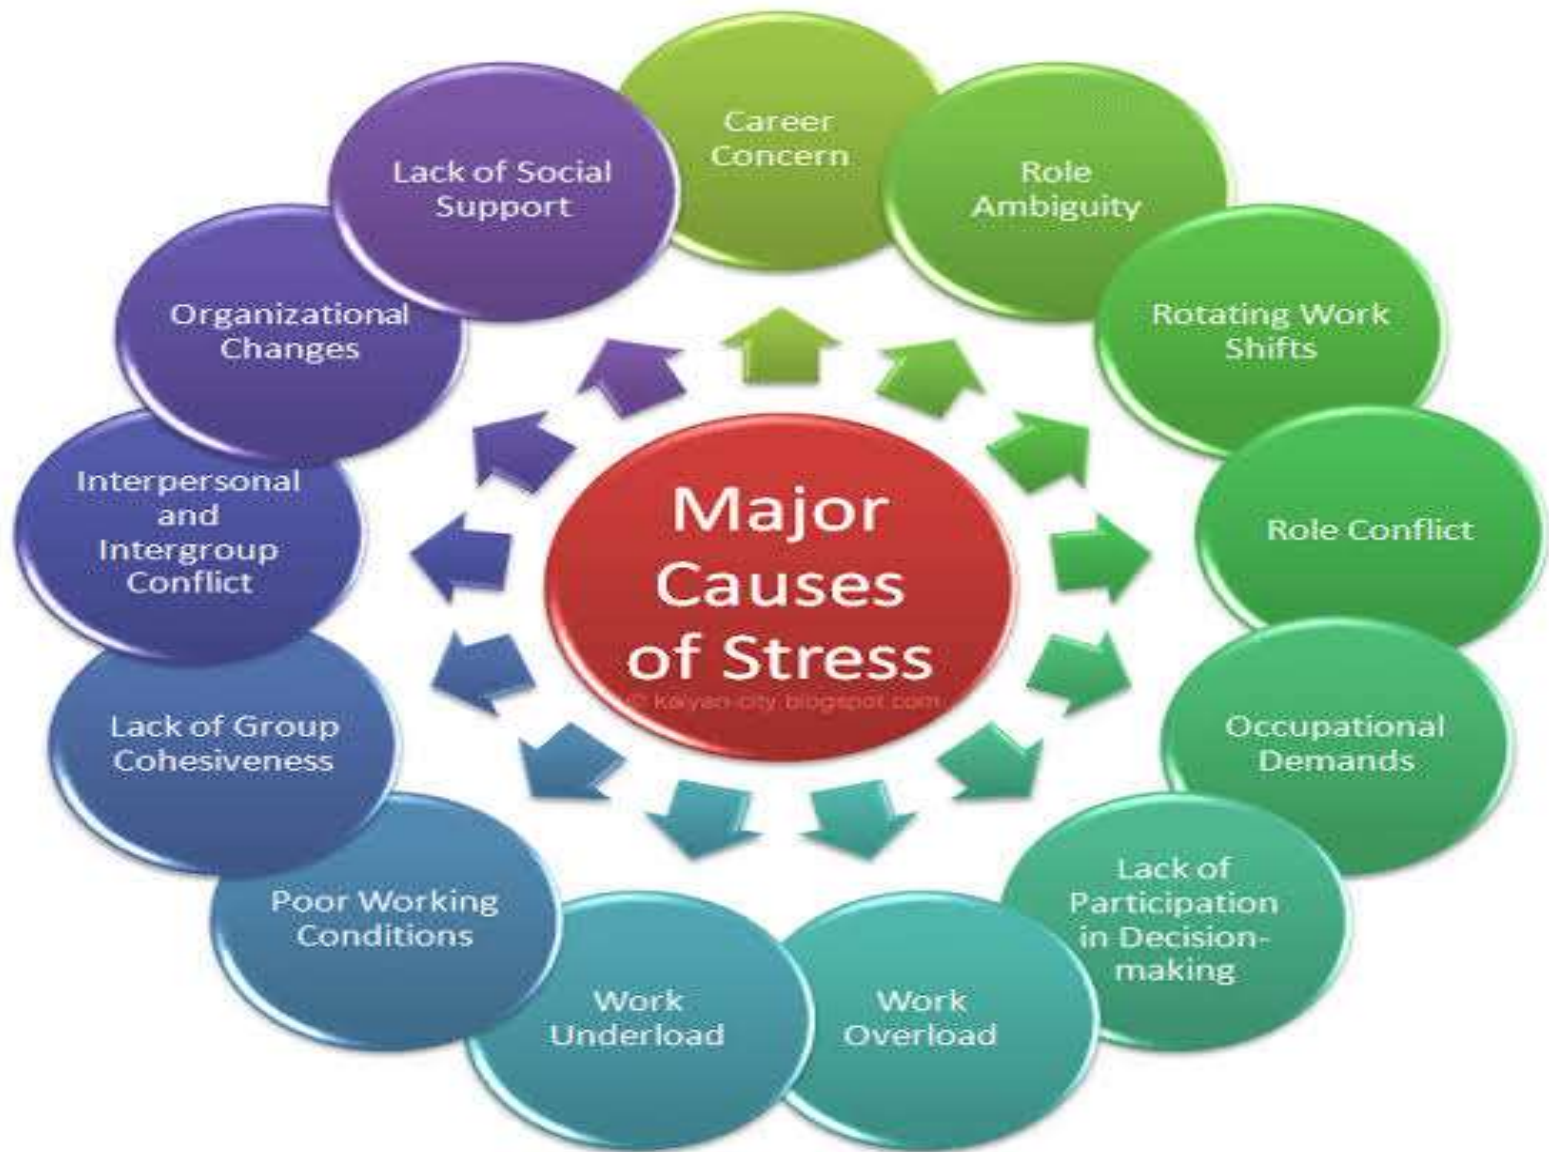 Major
Causes
of Stress
© kalyan-city.blogspot.com
Career
Concern
Role
Ambiguity
Rotating Work
Shifts
Role Conflict
Occupational
Demands
Lack of
Participation
in Decision-
making
Work
Overload
Work
Underload
Poor Working
Conditions
Lack of Group
Cohesiveness
Interpersonal
and
Intergroup
Conflict
Organizational
Changes
Lack of Social
Support